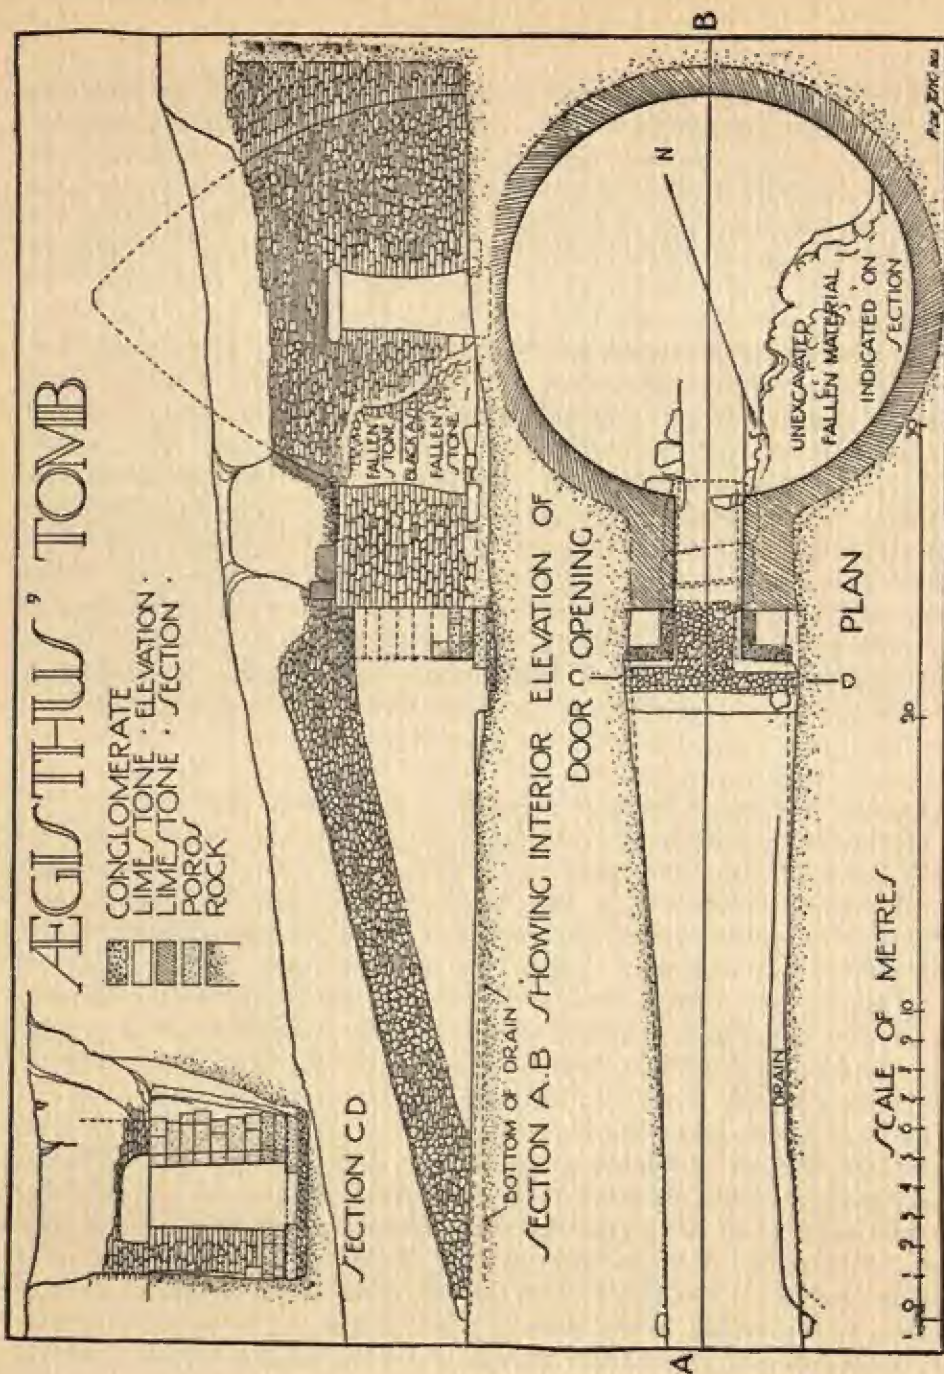 ÆGISTHUS' TOMB
CONGLOMERATE
LIMESTONE · ELEVATION ·
LIMESTONE · SECTION ·
POROS
ROCK
SECTION C D
FALLEN
STONE
BLACK ASH
FALLEN
STONE
BOTTOM OF DRAIN
SECTION A.B SHOWING INTERIOR ELEVATION OF
DOOR OPENING
A
B
N
UNEXCAVATED
FALLEN MATERIAL
INDICATED ON
SECTION
D
PLAN
DRAIN
SCALE OF METRES
1 0 1 2 3 4 5 6 7 8 9 10 20 30